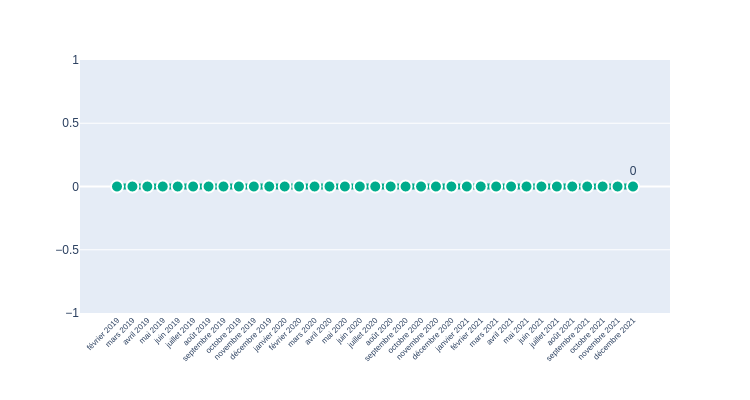 1
0.5
0
−0.5
−1
0
février 2019
mars 2019
avril 2019
mai 2019
juin 2019
juillet 2019
août 2019
septembre 2019
octobre 2019
novembre 2019
décembre 2019
janvier 2020
février 2020
mars 2020
avril 2020
mai 2020
juin 2020
juillet 2020
août 2020
septembre 2020
octobre 2020
novembre 2020
décembre 2020
janvier 2021
février 2021
mars 2021
avril 2021
mai 2021
juin 2021
juillet 2021
août 2021
septembre 2021
octobre 2021
novembre 2021
décembre 2021